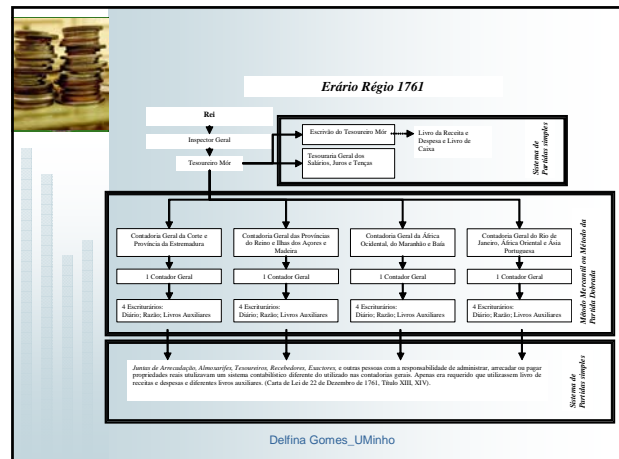 Erário Régio 1761
Rei
Inspector Geral
Tesoureiro Mór
Escrivão do Tesoureiro Mór
Livro da Receita e
Despesa e Livro de
Caixa
Tesouraria Geral dos
Salários, Juros e Tenças
Sistema de
Partidas simples
Contadoria Geral da Corte e
Província da Estremadura
Contadoria Geral das Províncias
do Reino e Ilhas dos Açores e
Madeira
Contadoria Geral da África
Ocidental, do Maranhão e Baía
Contadoria Geral do Rio de
Janeiro, África Oriental e Ásia
Portuguesa
1 Contador Geral
1 Contador Geral
1 Contador Geral
1 Contador Geral
4 Escriturários:
Diário; Razão; Livros Auxiliares
4 Escriturários:
Diário; Razão; Livros Auxiliares
4 Escriturários:
Diário; Razão; Livros Auxiliares
4 Escriturários:
Diário; Razão; Livros Auxiliares
Método Mercantil ou Método da
Partida Dobrada
Juntas de Arrecadação, Almoxarifes, Tesoureiros, Recebedores, Exactores, e outras pessoas com a responsabilidade de administrar, arrecadar ou pagar
propriedades reais utulizavam um sistema contabilístico diferente do utilizado nas contadorias gerais. Apenas era requerido que utilizassem livro de
receitas e despesas e diferentes livros auxiliares. (Carta de Lei de 22 de Dezembro de 1761, Título XIII, XIV).
Sistema de
Partidas simples
Delfina Gomes_UMinho